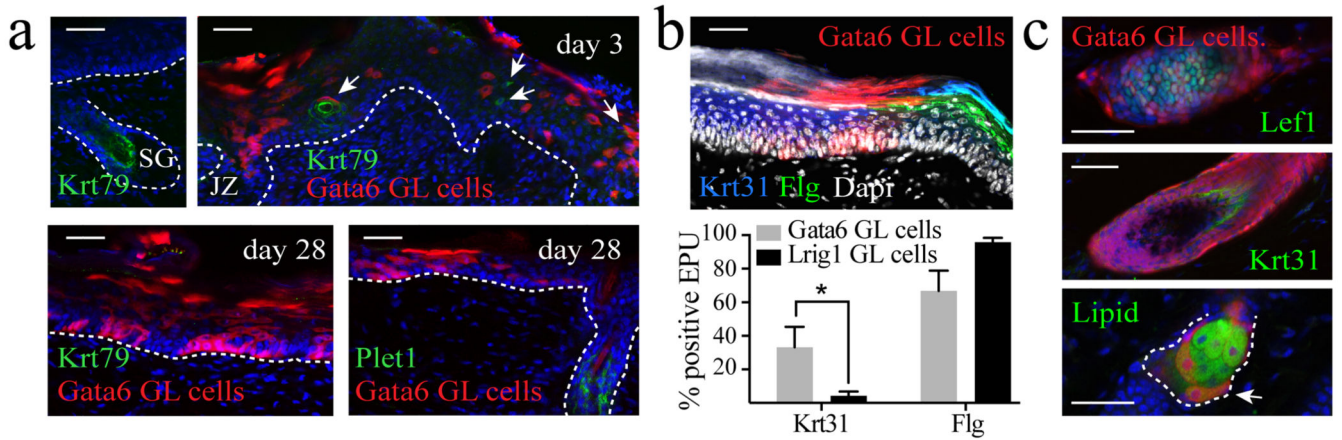 a
SG
Krt79
day 3
JZ
Krt79
Gata6 GL cells
day 28
Krt79
Gata6 GL cells
day 28
Plet1
Gata6 GL cells
b
Gata6 GL cells
Krt31 Flg Dapi
% positive EPU
100
80
60
40
20
Gata6 GL cells
Lrig1 GL cells
*
Krt31
Flg
c
Gata6 GL cells.
Lef1
Krt31
Lipid